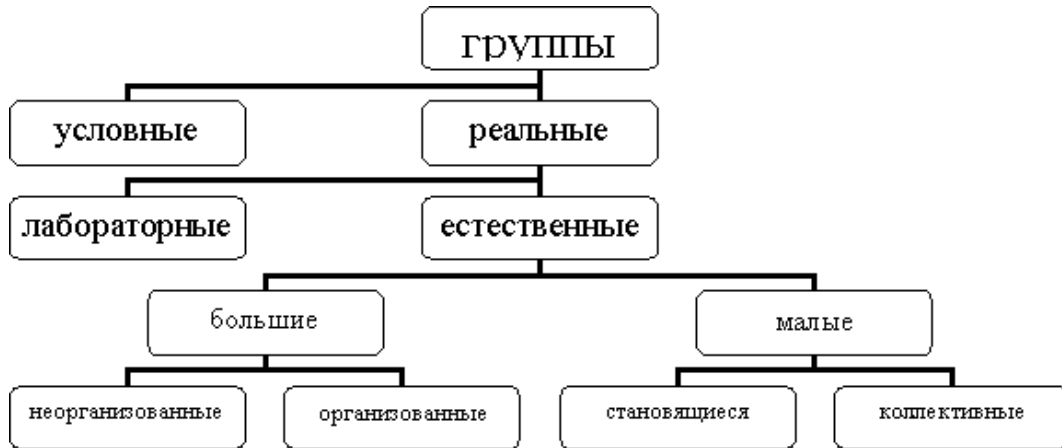 группы
условные
реальные
лабораторные
естественные
большие
малые
неорганизованные
организованные
становящиеся
коллективные